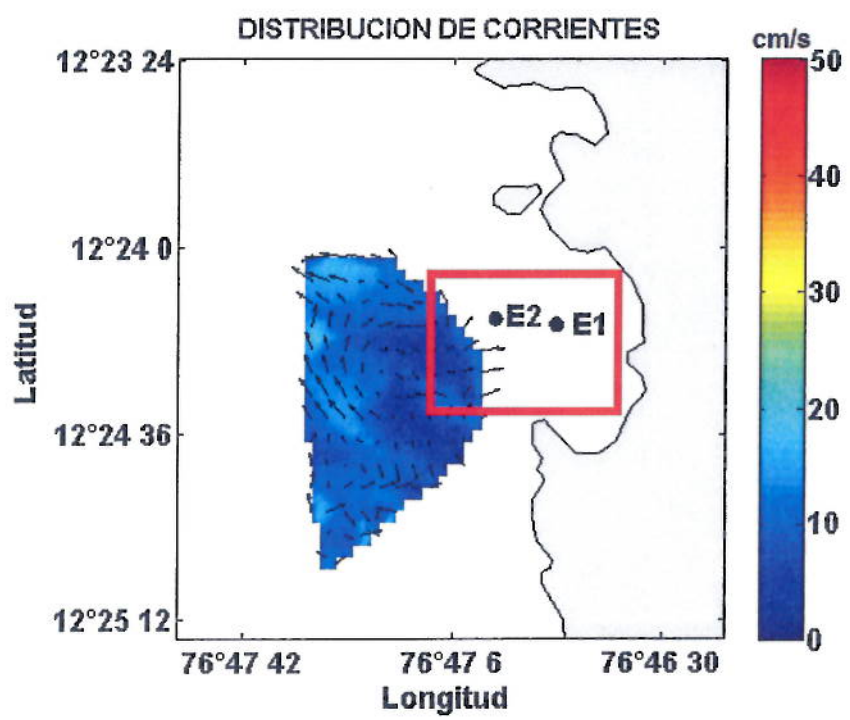 DISTRIBUCION DE CORRIENTES
cm/s
12°23 24
12°24 0
12°24 36
12°25 12
Latitud
E2
E1
50
40
30
20
10
0
76°47 42
76°47 6
76°46 30
Longitud